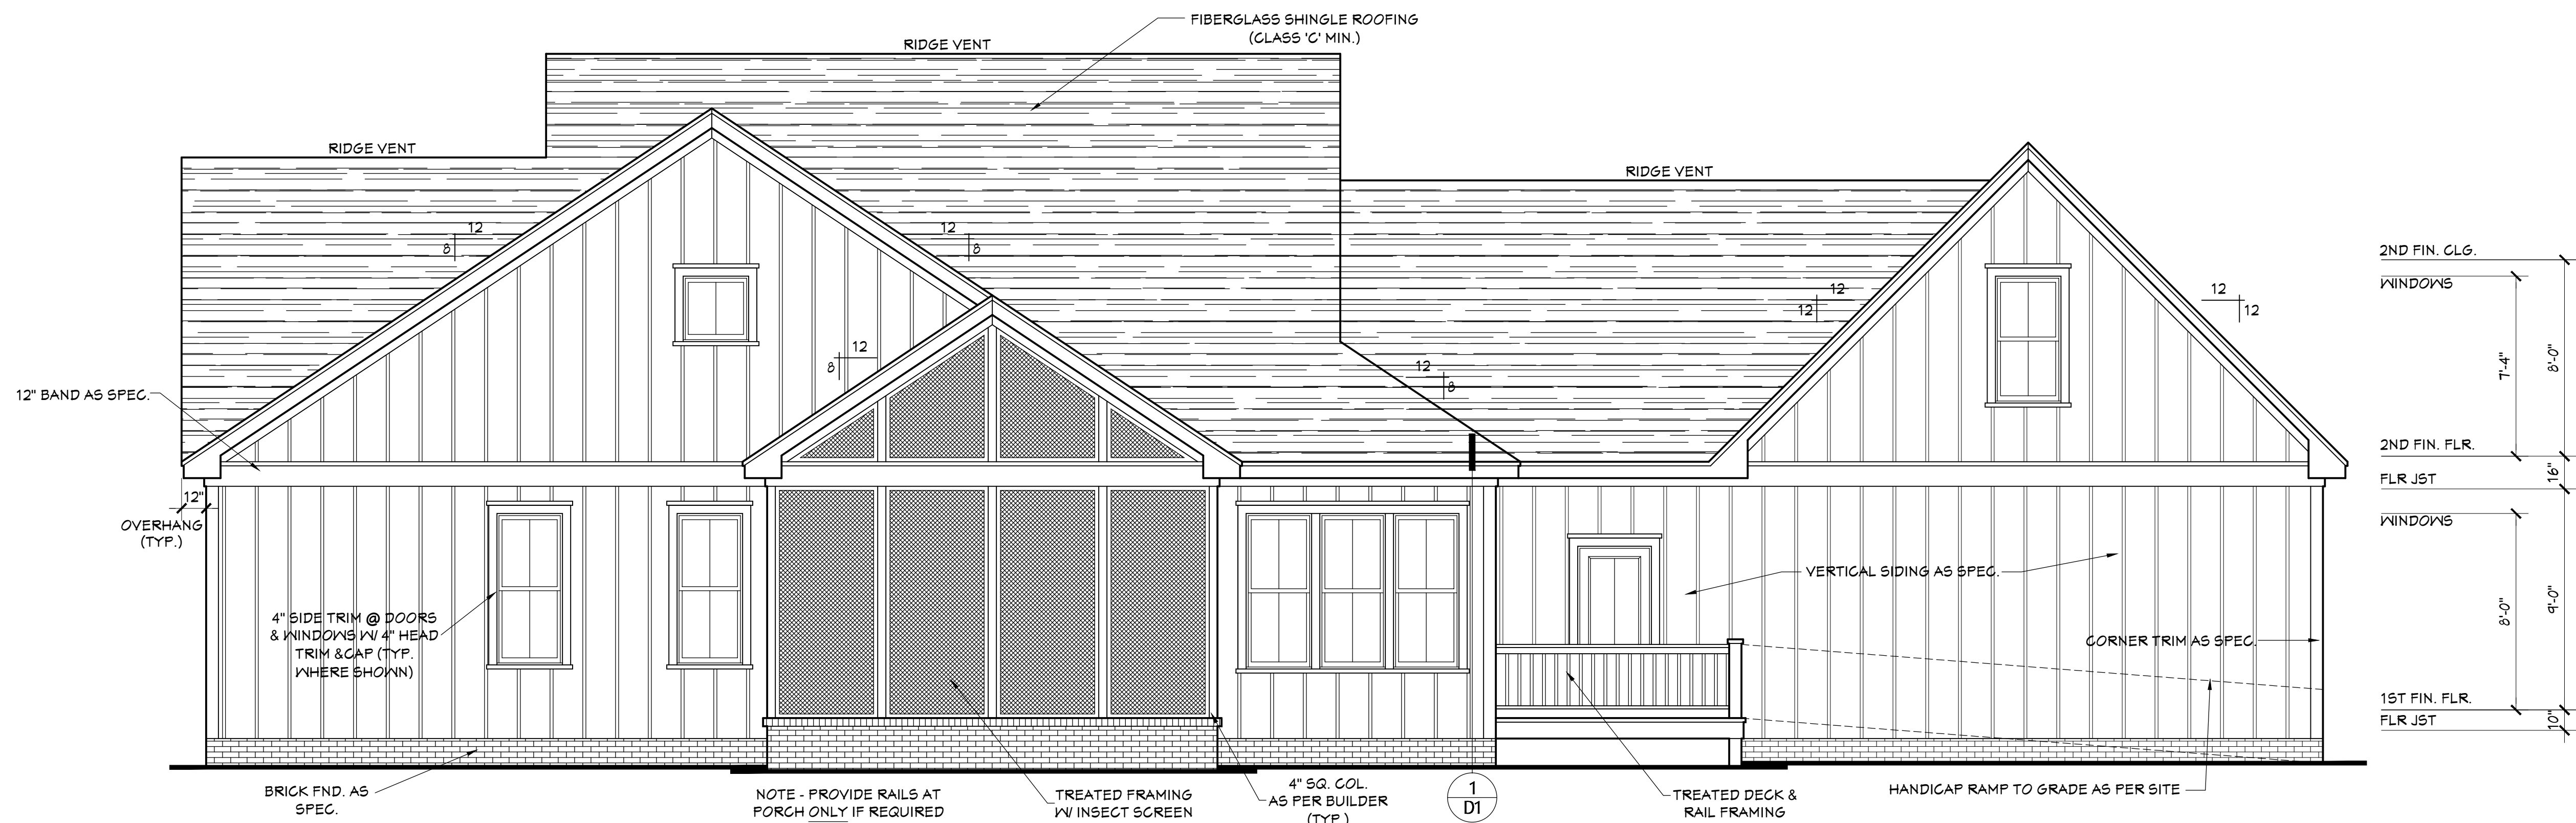 FIBERGLASS SHINGLE ROOFING
(CLASS 'C' MIN.)
RIDGE VENT
RIDGE VENT
RIDGE VENT
12
8
12
8
12
8
12
8
12
12
12
12
2ND FIN. CLG.
WINDOWS
7'-4"
8'-0"
2ND FIN. FLR.
16"
FLR JST
WINDOWS
8'-0"
9'-0"
1ST FIN. FLR.
FLR JST
10"
12" BAND AS SPEC.
12"
OVERHANG
(TYP.)
4" SIDE TRIM @ DOORS
& WINDOWS W/ 4" HEAD
TRIM &CAP (TYP.
WHERE SHOWN)
VERTICAL SIDING AS SPEC.
CORNER TRIM AS SPEC.
BRICK FND. AS
SPEC.
NOTE - PROVIDE RAILS AT
PORCH ONLY IF REQUIRED
TREATED FRAMING
W/ INSECT SCREEN
4" SQ. COL.
AS PER BUILDER
(TYP.)
1
D1
TREATED DECK &
RAIL FRAMING
HANDICAP RAMP TO GRADE AS PER SITE